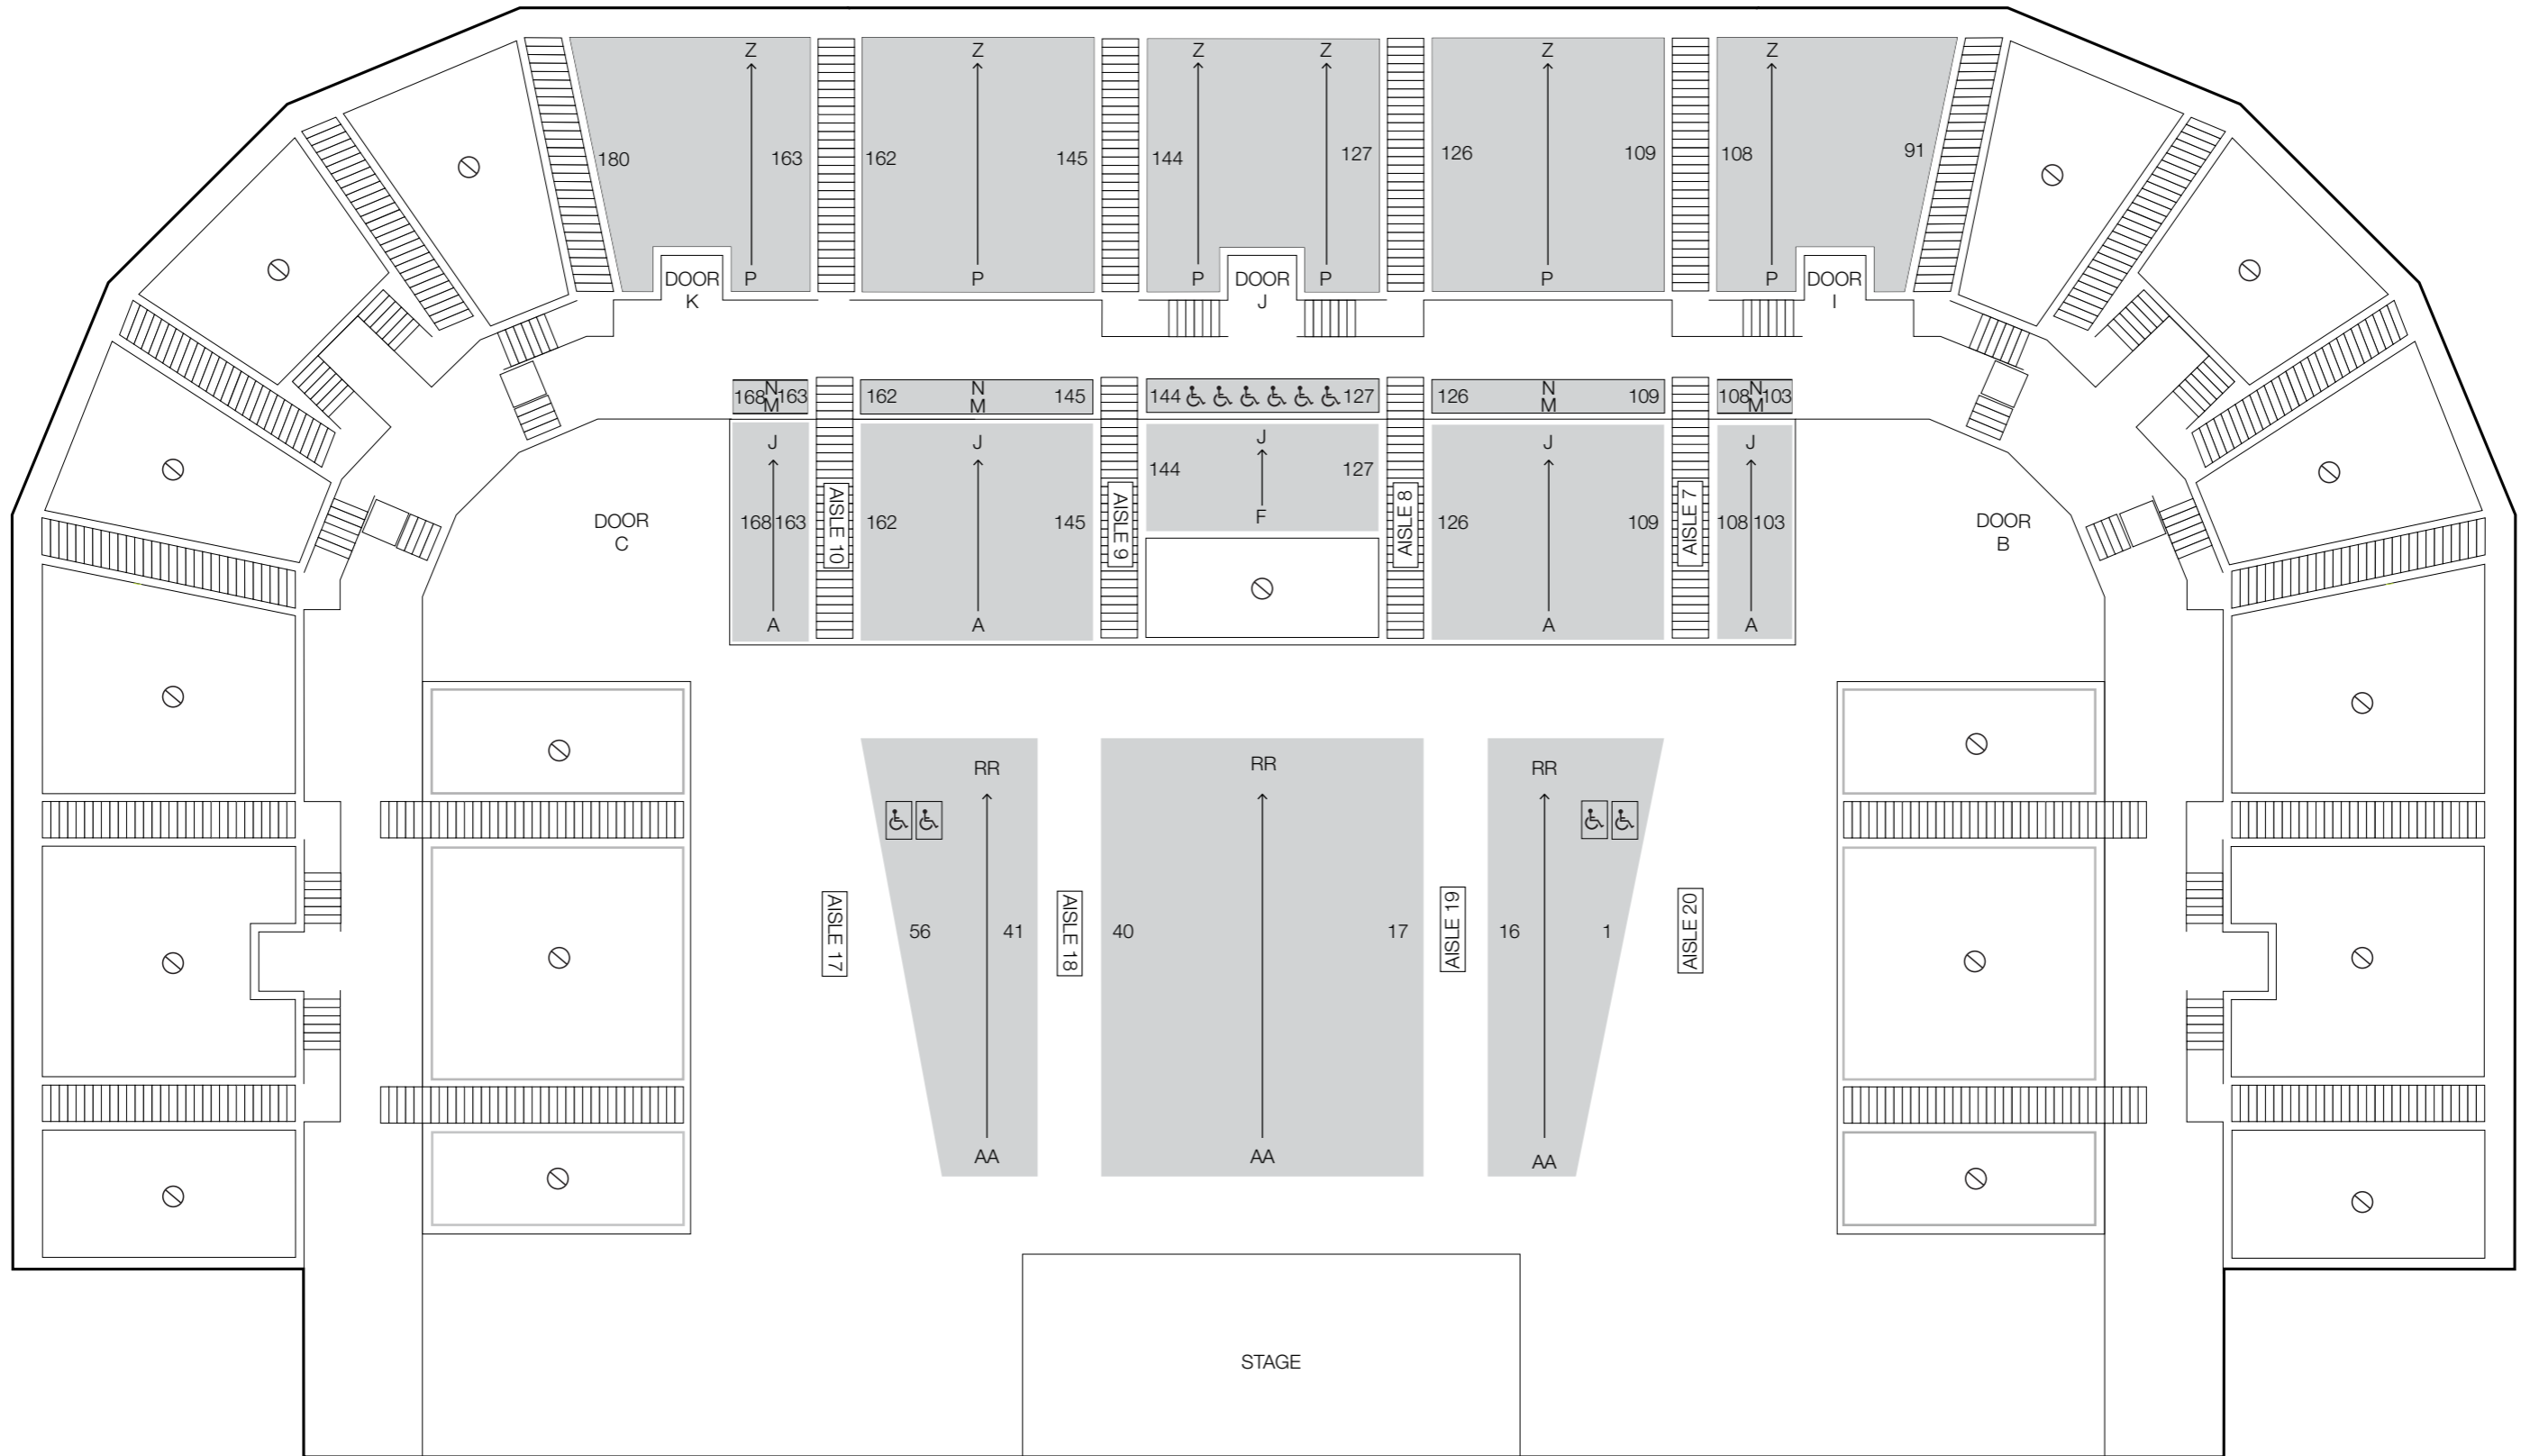 Z Z Z Z Z Z
180 163 162 145 144 127 126 109 108 91
P P P P P P
DOOR
K
DOOR
J
DOOR
I
168 N 163 162 N 145 144 127 126 N 109 108 N 103
M M M M
J J J J J
144 127
F
168 163 162 145 126 109 108 103
AISLE 10
AISLE 9
AISLE 8
AISLE 7
DOOR
C
DOOR
B
A A A A
RR RR RR
56 41 40 17 16 1
AISLE 17
AISLE 18
AISLE 19
AISLE 20
AA AA AA
STAGE